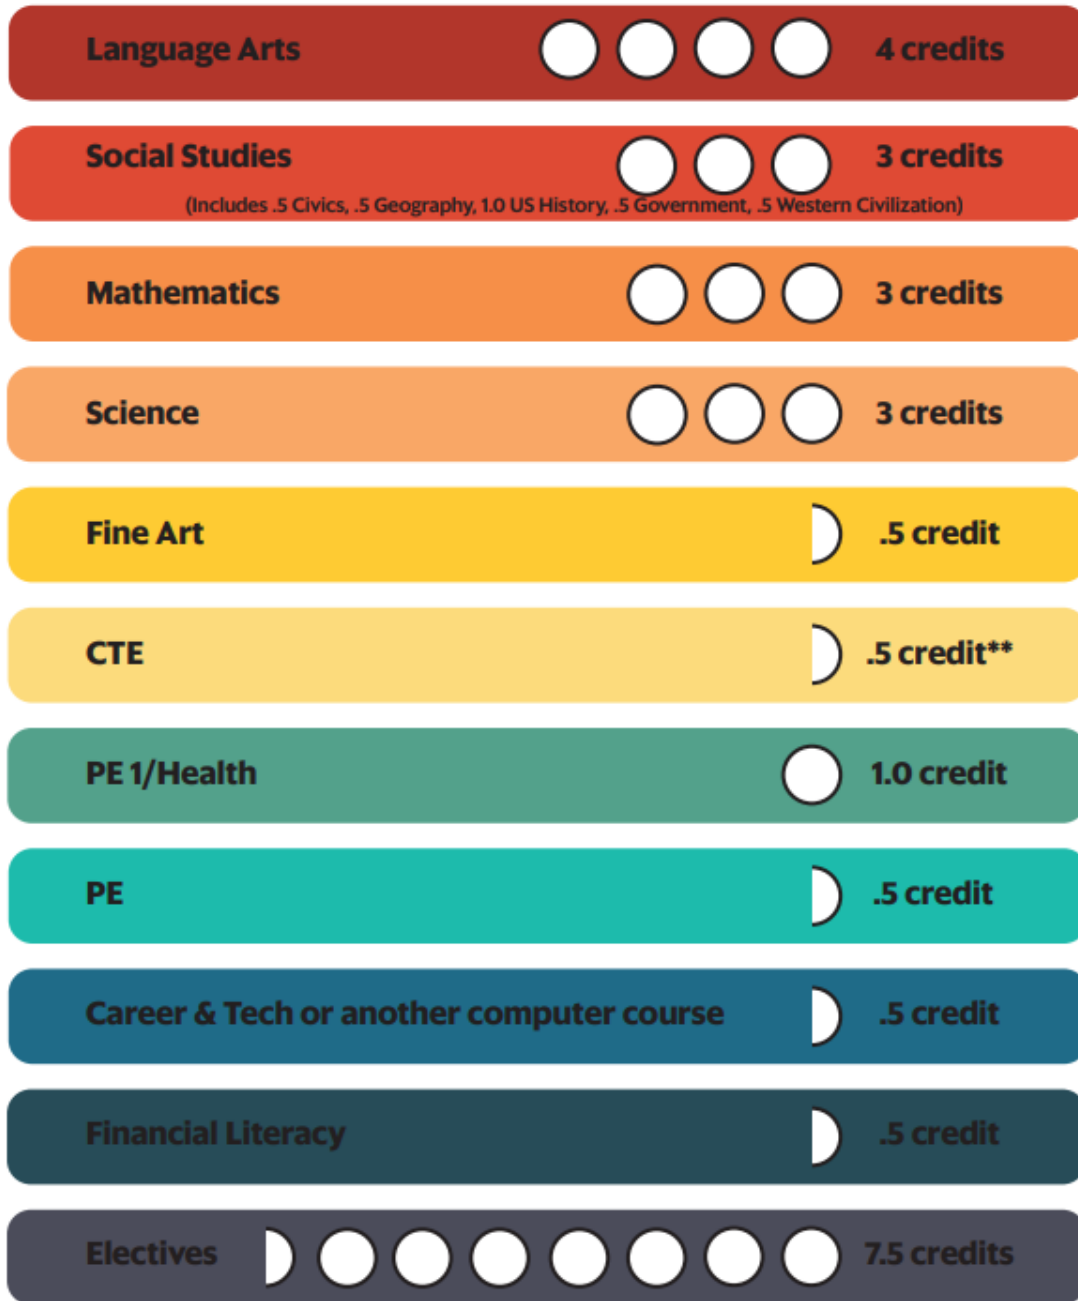 Language Arts 4 credits
Social Studies 3 credits
(Includes .5 Civics, .5 Geography, 1.0 US History, .5 Government, .5 Western Civilization)
Mathematics 3 credits
Science 3 credits
Fine Art .5 credit
CTE .5 credit**
PE 1/Health 1.0 credit
PE .5 credit
Career & Tech or another computer course .5 credit
Financial Literacy .5 credit
Electives 7.5 credits